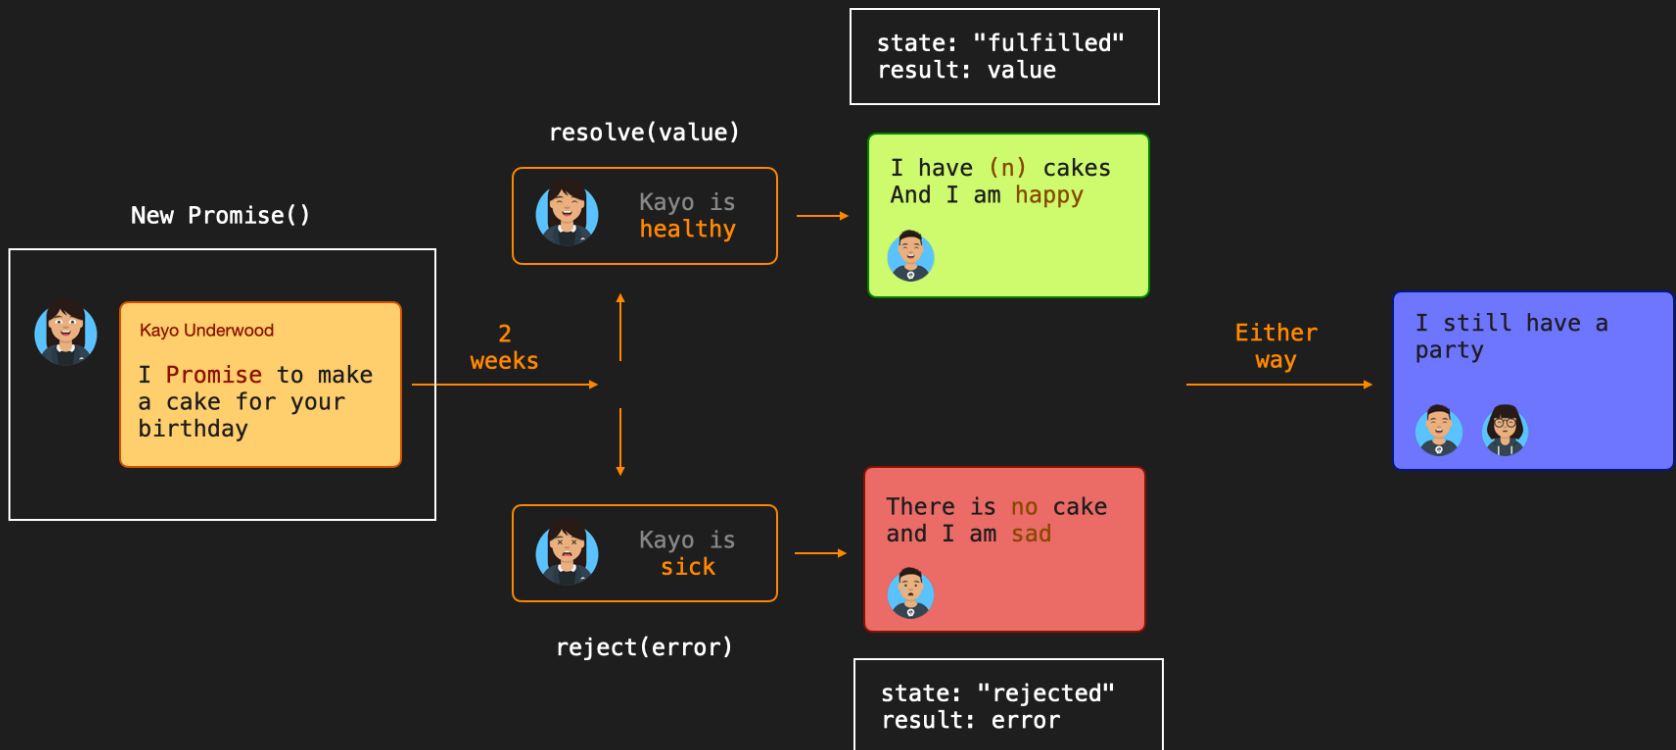 New Promise()
Kayo Underwood
I Promise to make
a cake for your
birthday
2
weeks
resolve(value)
Kayo is
healthy
state: "fulfilled"
result: value
I have (n) cakes
And I am happy
Kayo is
sick
reject(error)
There is no cake
and I am sad
state: "rejected"
result: error
Either
way
I still have a
party